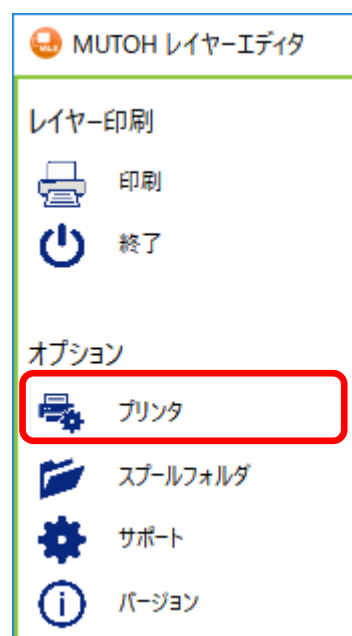 MUTOH レイヤーエディタ
レイヤー印刷
印刷
終了
オプション
プリンタ
スプールフォルダ
サポート
バージョン